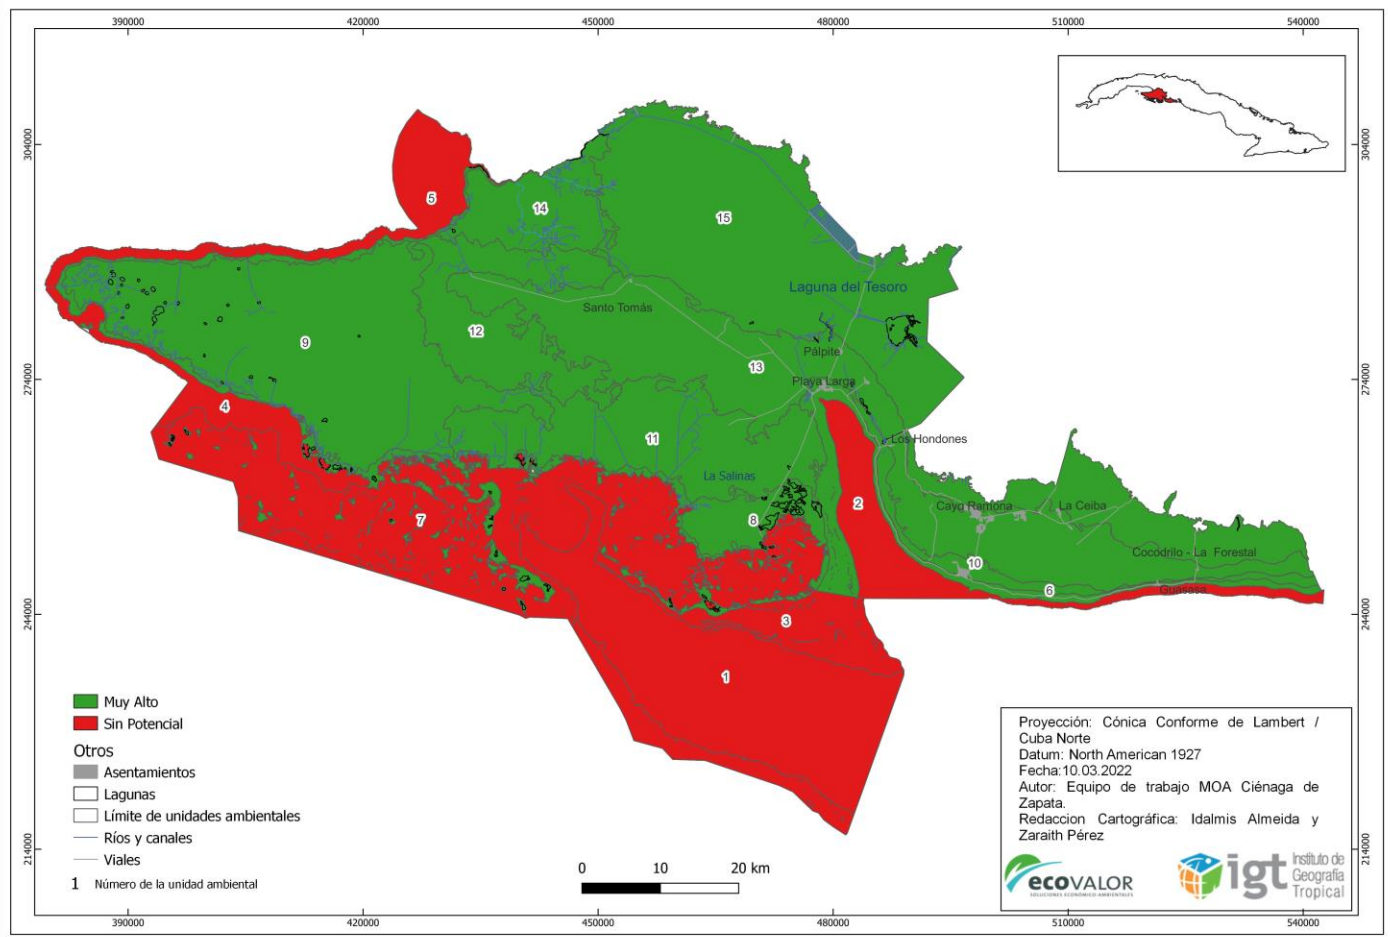 390000
420000
450000
480000
510000
540000
304000
304000
5
14
15
Laguna del Tesoro
Santo Tomás
12
9
Pálpite
13
274000
Playa Larga
274000
4
11
Los Hondones
La Salinas
2
Cayo Ramona
La Ceiba
7
8
Cocodrilo - La Forestal
10
6
Guasasa
244000
3
244000
1
Muy Alto
Sin Potencial
Otros
Asentamientos
Lagunas
Límite de unidades ambientales
Ríos y canales
Viales
1 Número de la unidad ambiental
0 10 20 km
Proyección: Cónica Conforme de Lambert /
Cuba Norte
Datum: North American 1927
Fecha:10.03.2022
Autor: Equipo de trabajo MOA Ciénaga de
Zapata.
Redaccion Cartográfica: Idalmis Almeida y
Zaraith Pérez
ecoVALOR
SOLUCIONES ECONÓMICO-AMBIENTALES
igt
Instituto de
Geografía
Tropical
214000
214000
390000
420000
450000
480000
510000
540000